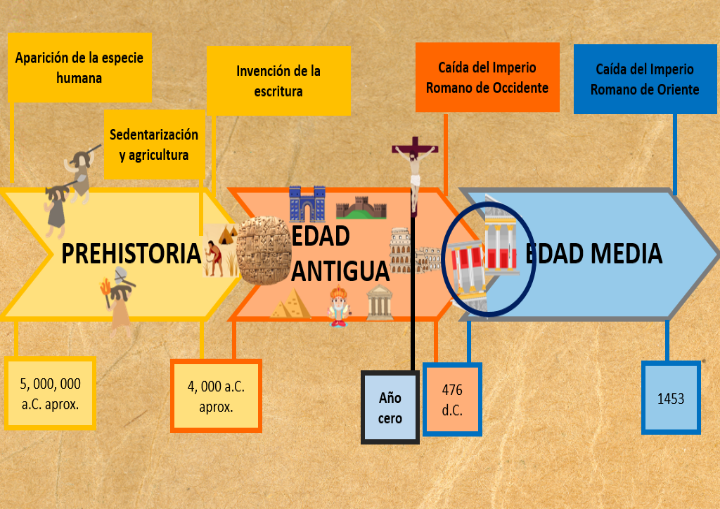 Aparición de la especie
humana
Sedentarización
y agricultura
Invención de la
escritura
Caída del Imperio
Romano de Occidente
Caída del Imperio
Romano de Oriente
PREHISTORIA
EDAD
ANTIGUA
EDAD MEDIA
5, 000, 000
a.C. aprox.
4, 000 a.C.
aprox.
Año
cero
476
d.C.
1453